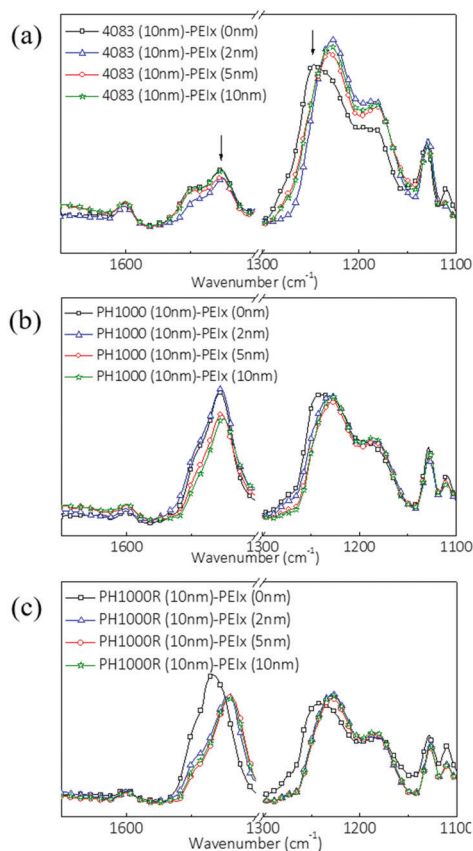 (a)
4083 (10nm)-PEIx (0nm)
4083 (10nm)-PEIx (2nm)
4083 (10nm)-PEIx (5nm)
4083 (10nm)-PEIx (10nm)
1600 1300 1200 1100
Wavenumber (cm⁻¹)
(b)
PH1000 (10nm)-PEIx (0nm)
PH1000 (10nm)-PEIx (2nm)
PH1000 (10nm)-PEIx (5nm)
PH1000 (10nm)-PEIx (10nm)
1600 1300 1200 1100
Wavenumber (cm⁻¹)
(c)
PH1000R (10nm)-PEIx (0nm)
PH1000R (10nm)-PEIx (2nm)
PH1000R (10nm)-PEIx (5nm)
PH1000R (10nm)-PEIx (10nm)
1600 1300 1200 1100
Wavenumber (cm⁻¹)